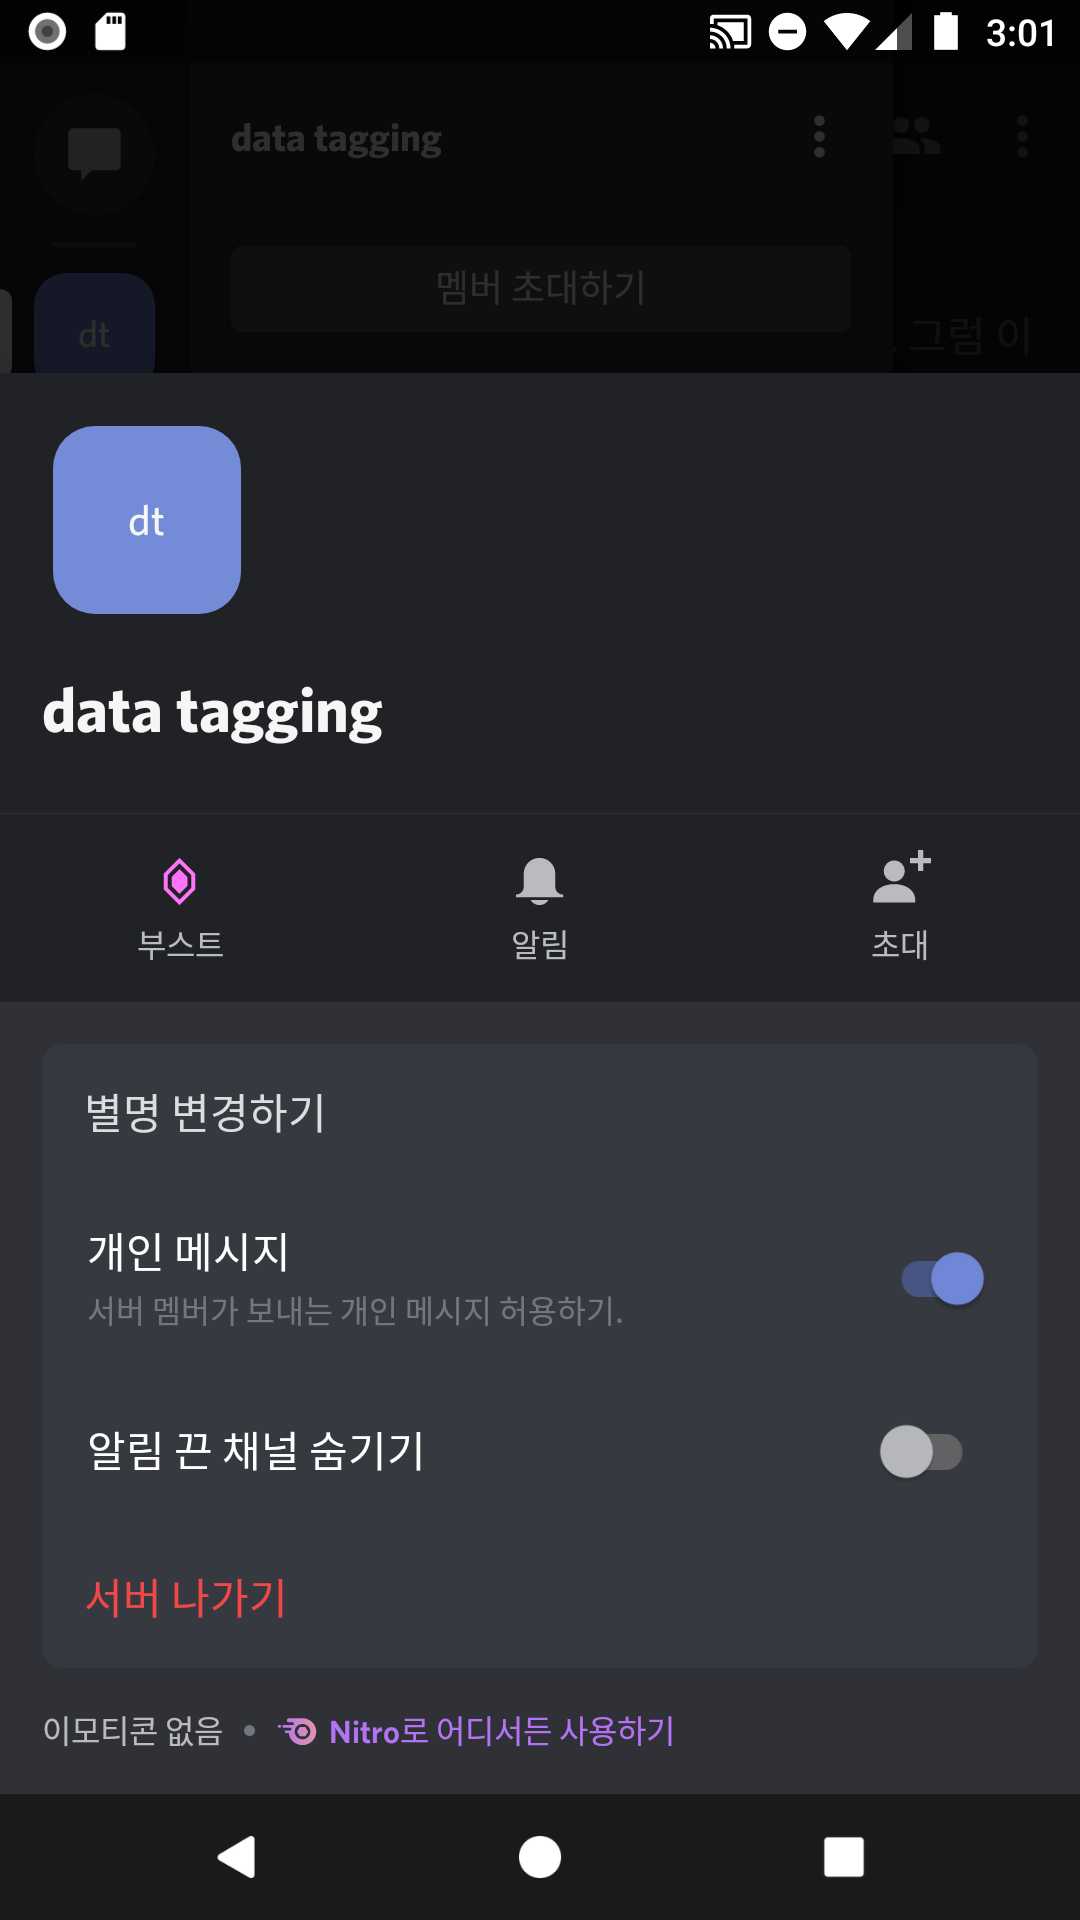 3:01
data tagging
멤버 초대하기
dt
. 그럼 이
dt
data tagging
부스트
알림
초대
별명 변경하기
개인 메시지
서버 멤버가 보내는 개인 메시지 허용하기.
알림 끈 채널 숨기기
서버 나가기
이모티콘 없음 • Nitro로 어디서든 사용하기